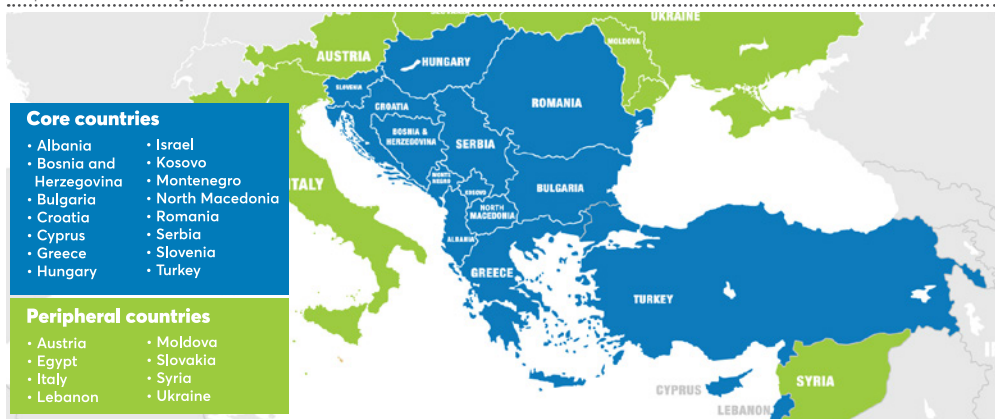 UKRAINE
MOLDOVA
AUSTRIA
HUNGARY
SLOVENIA
CROATIA
ROMANIA
BOSNIA &
HERZEGOVINA
SERBIA
ITALY
MONTE
NEGRO
KOSOVO
BULGARIA
NORTH
MACEDONIA
ALBANIA
GREECE
TURKEY
CYPRUS
SYRIA
LEBANON
Core countries
• Albania
• Bosnia and
Herzegovina
• Bulgaria
• Croatia
• Cyprus
• Greece
• Hungary
• Israel
• Kosovo
• Montenegro
• North Macedonia
• Romania
• Serbia
• Slovenia
• Turkey
Peripheral countries
• Austria
• Egypt
• Italy
• Lebanon
• Moldova
• Slovakia
• Syria
• Ukraine